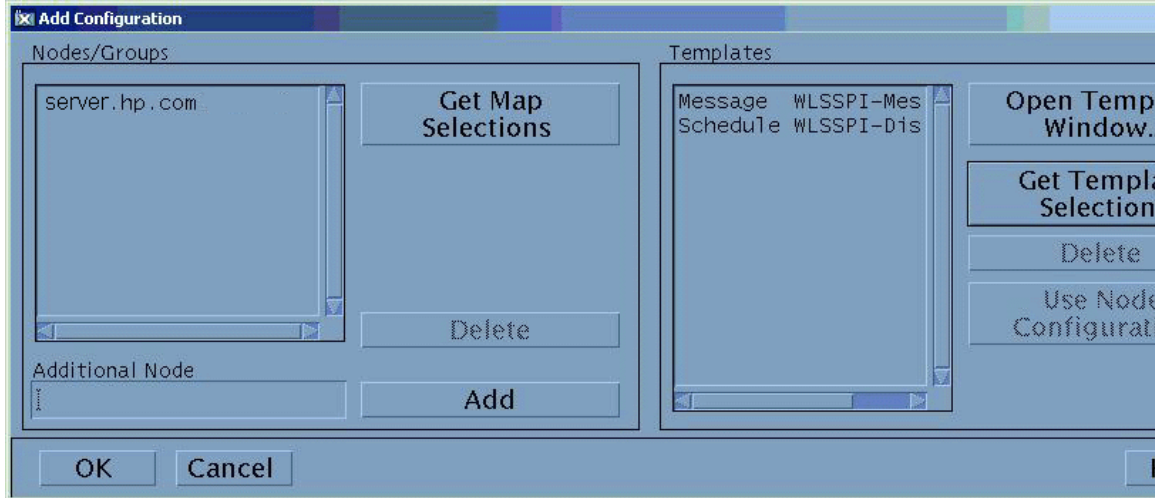 Add Configuration
Nodes/Groups
server.hp.com
Get Map
Selections
Delete
Additional Node
Add
Templates
Message WLSSPI-Mes
Schedule WLSSPI-Dis
Open Temp
Window.
Get Templa
Selection
Delete
Use Node
Configurati
OK
Cancel